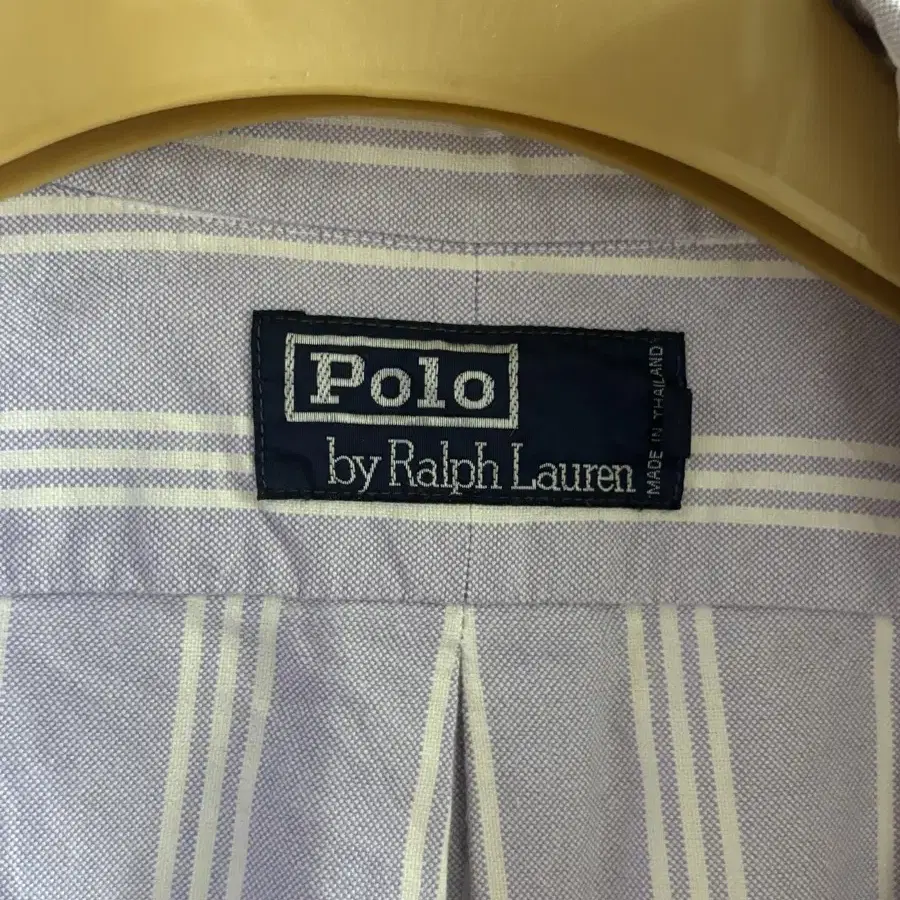 Polo
by Ralph Lauren
MADE IN THAILAND